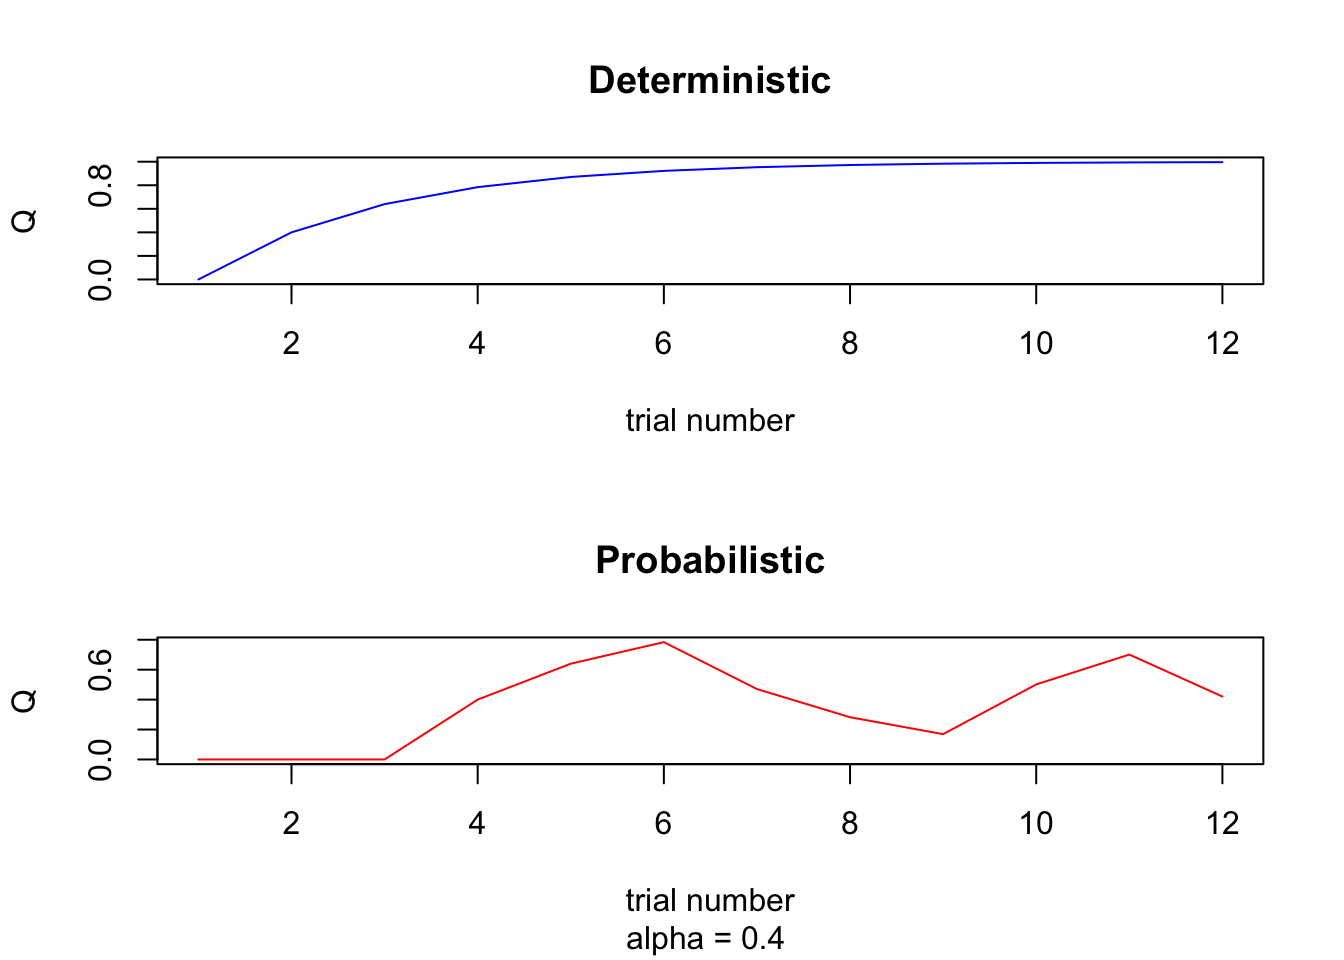 Deterministic
Q
0.8
0.0
2 4 6 8 10 12
trial number
Probabilistic
Q
0.6
0.0
2 4 6 8 10 12
trial number
alpha = 0.4